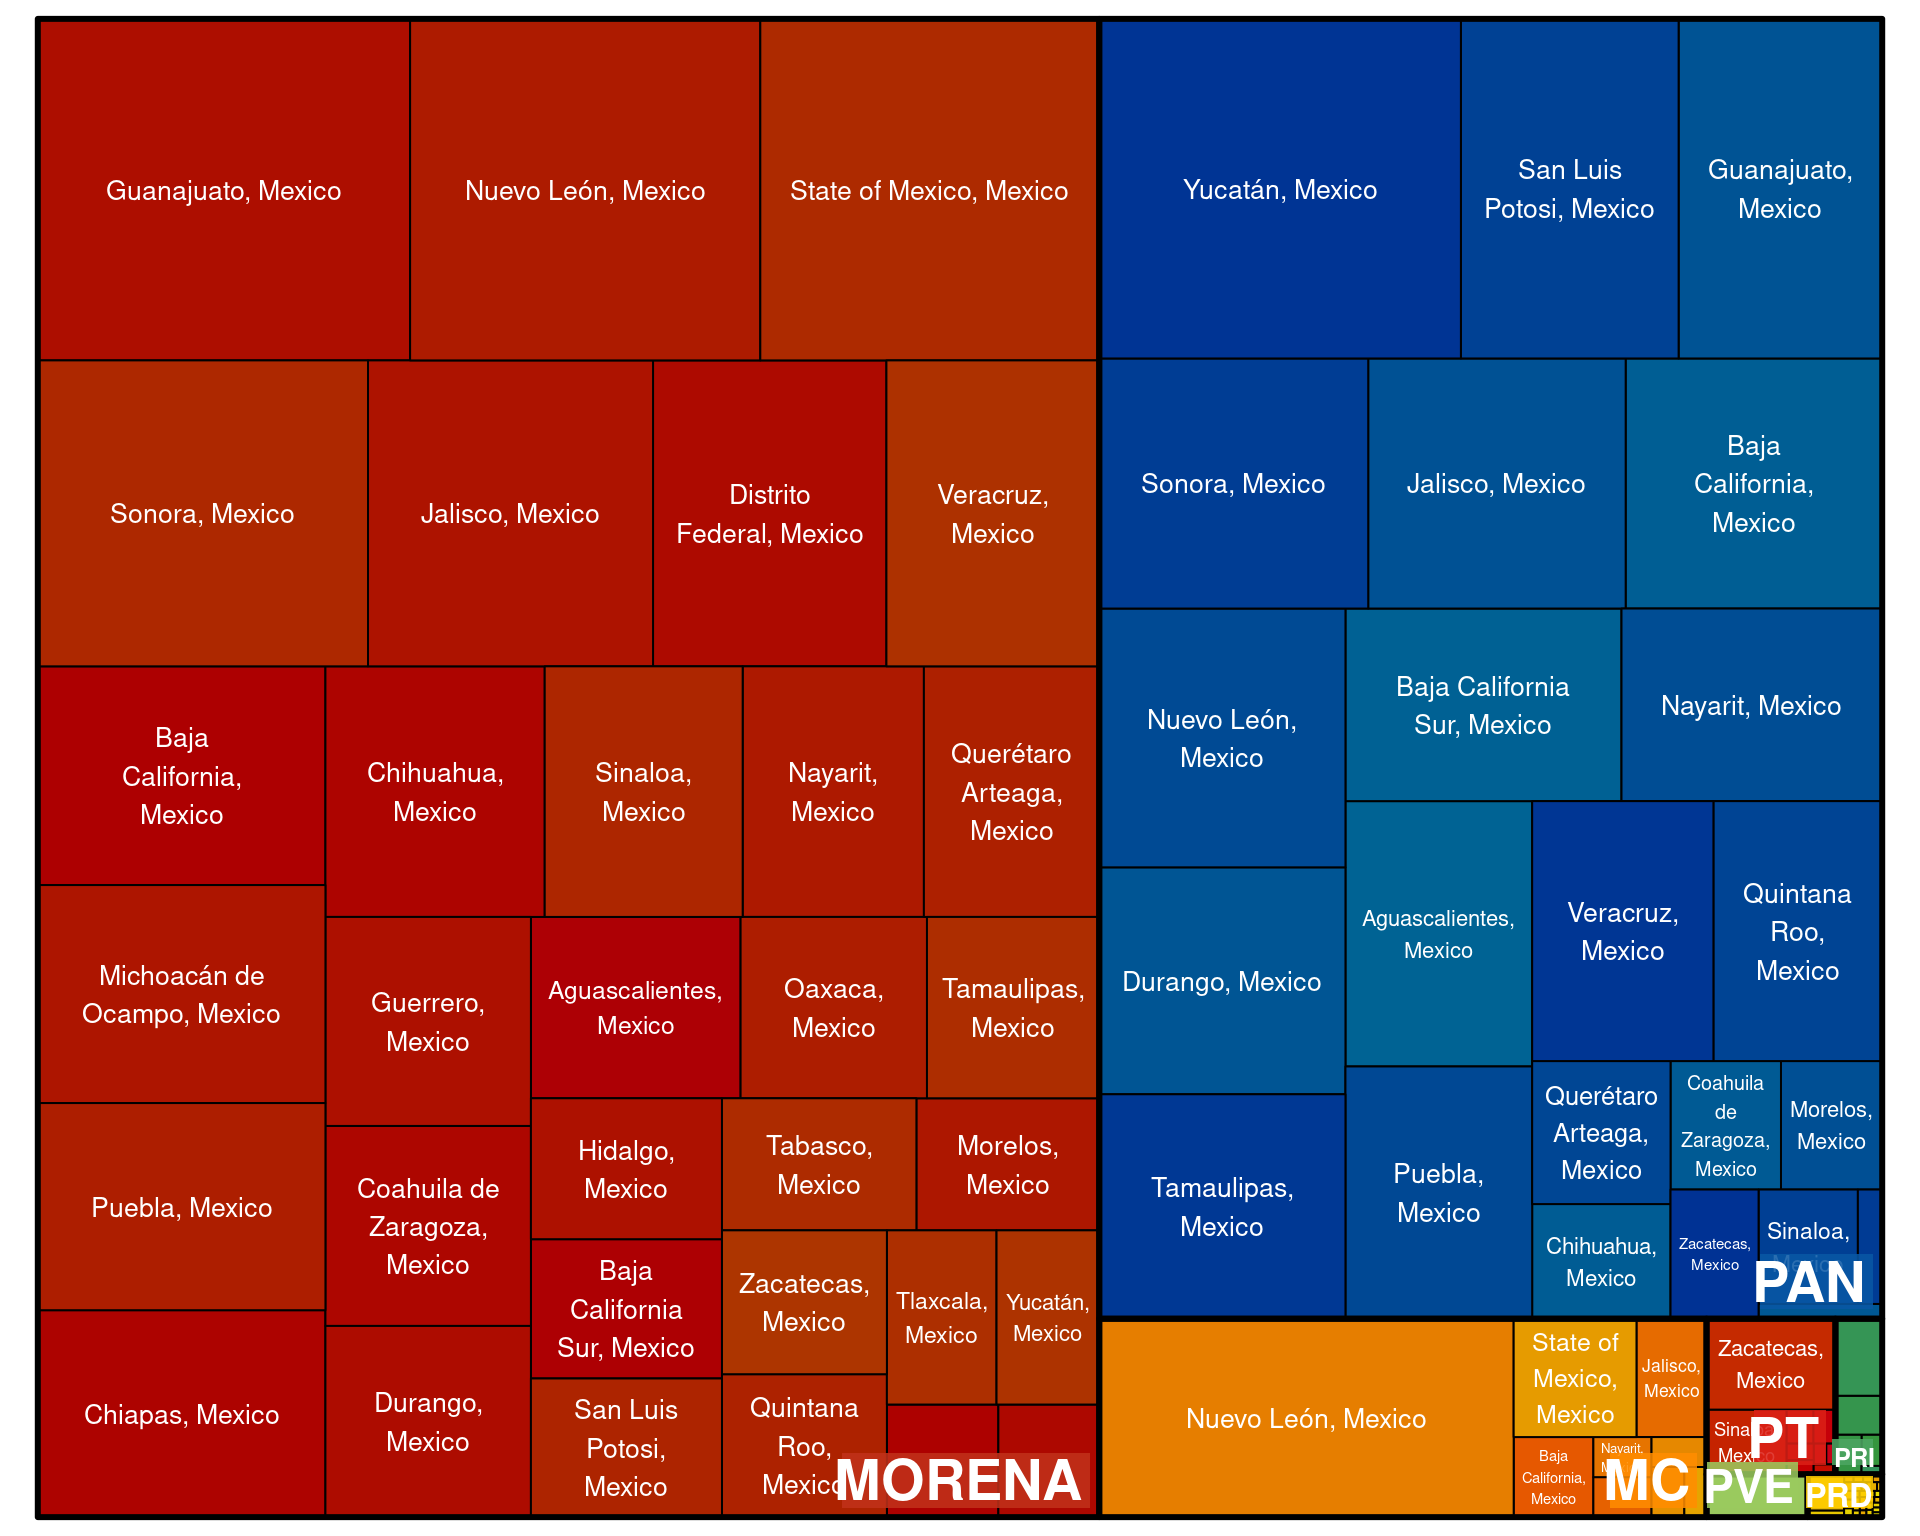 Guanajuato, Mexico
Nuevo León, Mexico
State of Mexico, Mexico
Sonora, Mexico
Jalisco, Mexico
Distrito
Federal, Mexico
Veracruz,
Mexico
Baja
California,
Mexico
Chihuahua,
Mexico
Sinaloa,
Mexico
Nayarit,
Mexico
Querétaro
Arteaga,
Mexico
Michoacán de
Ocampo, Mexico
Guerrero,
Mexico
Aguascalientes,
Mexico
Oaxaca,
Mexico
Tamaulipas,
Mexico
Puebla, Mexico
Coahuila de
Zaragoza,
Mexico
Hidalgo,
Mexico
Tabasco,
Mexico
Morelos,
Mexico
Baja
California
Sur, Mexico
Zacatecas,
Mexico
Tlaxcala,
Mexico
Yucatán,
Mexico
Chiapas, Mexico
Durango,
Mexico
San Luis
Potosi,
Mexico
Quintana
Roo,
Mexico
MORENA
Yucatán, Mexico
San Luis
Potosi, Mexico
Guanajuato,
Mexico
Sonora, Mexico
Jalisco, Mexico
Baja
California,
Mexico
Nuevo León,
Mexico
Baja California
Sur, Mexico
Nayarit, Mexico
Durango, Mexico
Aguascalientes,
Mexico
Veracruz,
Mexico
Quintana
Roo,
Mexico
Tamaulipas,
Mexico
Puebla,
Mexico
Querétaro
Arteaga,
Mexico
Coahuila
de
Zaragoza,
Mexico
Morelos,
Mexico
Chihuahua,
Mexico
Zacatecas,
Mexico
Sinaloa,
Mexico
PAN
Nuevo León, Mexico
State of
Mexico,
Mexico
Jalisco,
Mexico
Baja
California,
Mexico
Nayarit,
MC
Zacatecas,
Mexico
Mexico
PT
PRI
PVE
PRD